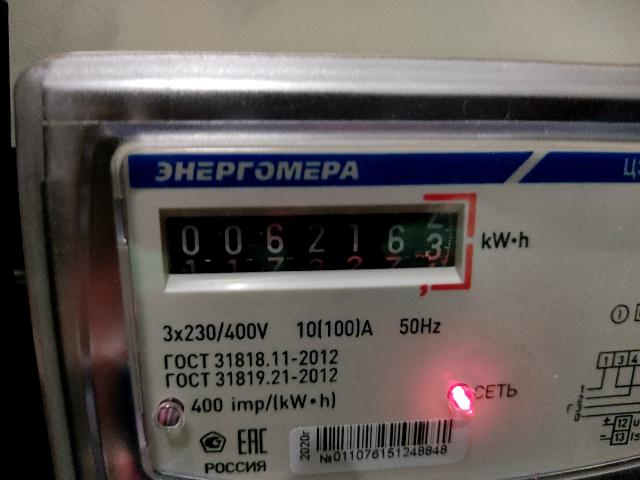 ЭНЕРГОМЕРА
0 0 6 2 1 6 3
kW•h
3x230/400V 10(100)A 50Hz
ГОСТ 31818.11-2012
ГОСТ 31819.21-2012
400 imp/(kW•h)
СЕТЬ
ЕАС
РОССИЯ
2020г
№011076151248848